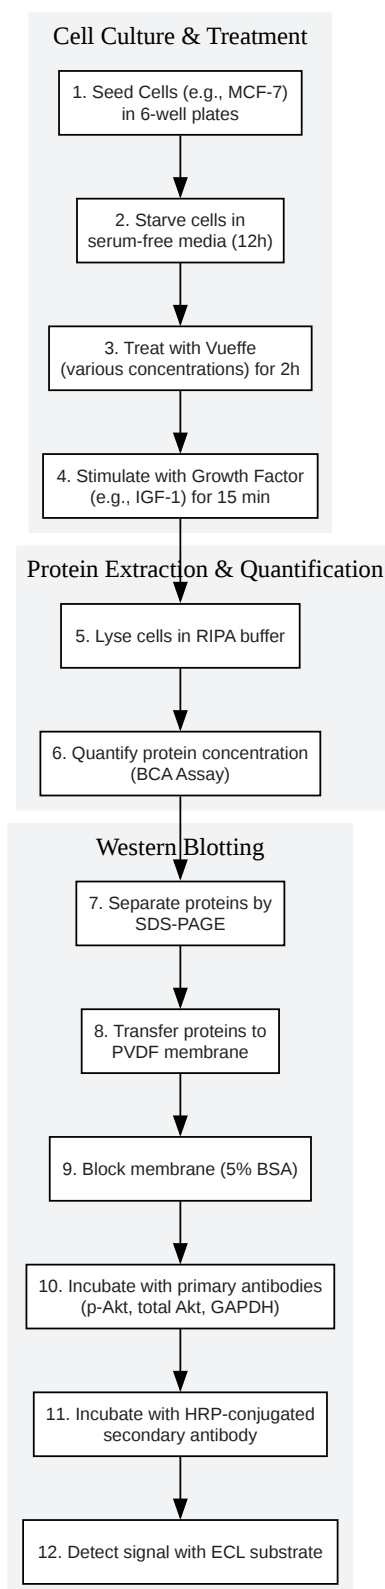 Cell Culture & Treatment
1. Seed Cells (e.g., MCF-7)
in 6-well plates
2. Starve cells in
serum-free media (12h)
3. Treat with Vueffe
(various concentrations) for 2h
4. Stimulate with Growth Factor
(e.g., IGF-1) for 15 min
Protein Extraction & Quantification
5. Lyse cells in RIPA buffer
6. Quantify protein concentration
(BCA Assay)
Western Blotting
7. Separate proteins by
SDS-PAGE
8. Transfer proteins to
PVDF membrane
9. Block membrane (5% BSA)
10. Incubate with primary antibodies
(p-Akt, total Akt, GAPDH)
11. Incubate with HRP-conjugated
secondary antibody
12. Detect signal with ECL substrate